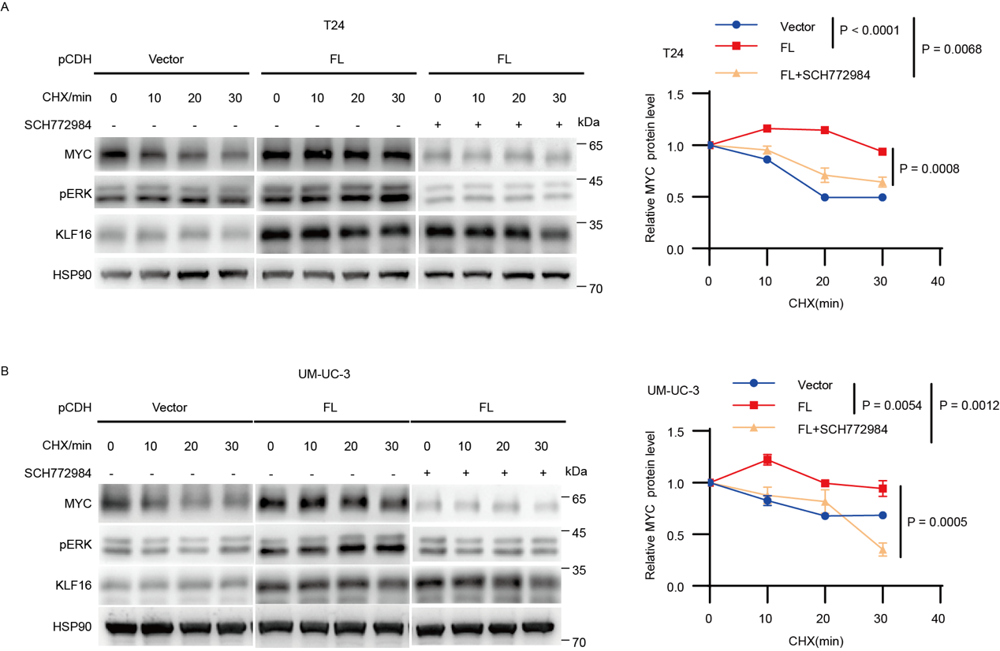 A
T24
pCDH Vector FL FL
CHX/min 0 10 20 30 0 10 20 30 0 10 20 30
SCH772984 - - - - - - - - + + + + kDa
MYC 65
pERK 45
KLF16 35
HSP90 70
T24
Vector
FL
FL+SCH772984
P < 0.0001
P = 0.0068
Relative MYC protein level
1.5
1.0
0.5
0.0
P = 0.0008
0 10 20 30 40
CHX(min)
B
UM-UC-3
pCDH Vector FL FL
CHX/min 0 10 20 30 0 10 20 30 0 10 20 30
SCH772984 - - - - - - - - + + + + kDa
MYC 65
pERK 45
KLF16 35
HSP90 70
UM-UC-3
Vector
FL
FL+SCH772984
P = 0.0054
P = 0.0012
Relative MYC protein level
1.5
1.0
0.5
0.0
P = 0.0005
0 10 20 30 40
CHX(min)